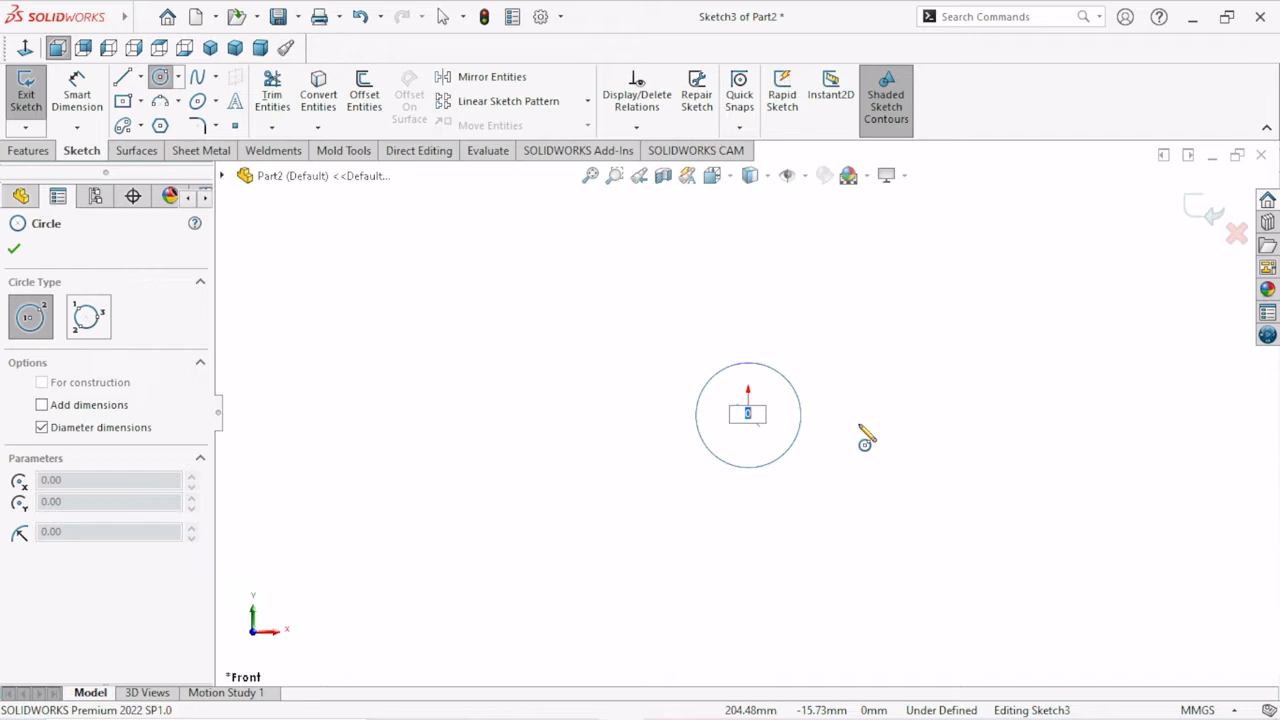 SOLIDWORKS
Sketch3 of Part2 *
Search Commands
Exit Sketch
Smart Dimension
Trim Entities
Convert Entities
Offset Entities
Offset On Surface
Mirror Entities
Linear Sketch Pattern
Move Entities
Display/Delete Relations
Repair Sketch
Quick Snaps
Rapid Sketch
Instant2D
Shaded Sketch Contours
Features
Sketch
Surfaces
Sheet Metal
Weldments
Mold Tools
Direct Editing
Evaluate
SOLIDWORKS Add-Ins
SOLIDWORKS CAM
Part2 (Default) <<Default...
Circle
Circle Type
Options
For construction
Add dimensions
Diameter dimensions
Parameters
0.00
0.00
0.00
0
Y
X
*Front
Model
3D Views
Motion Study 1
SOLIDWORKS Premium 2022 SP1.0
204.48mm
-15.73mm
0mm
Under Defined
Editing Sketch3
MMGS